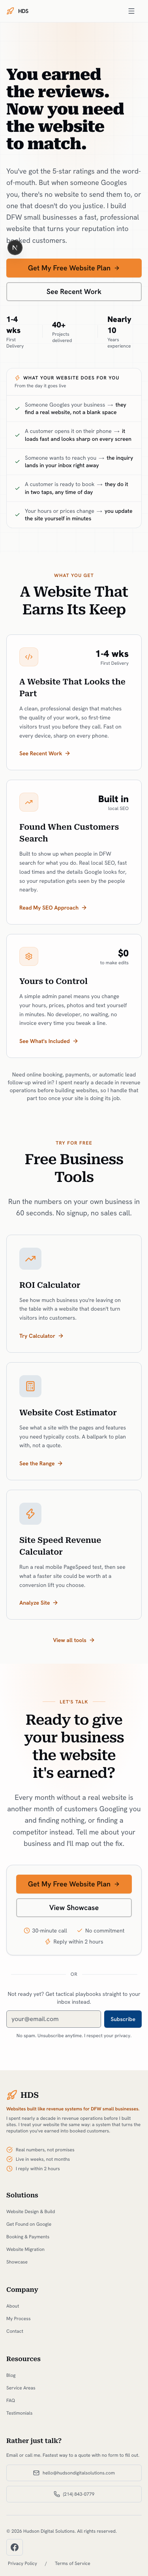 HDS
You earned
the reviews.
Now you need
the website
to match.
You've got the 5-star ratings and the word-
of-mouth. But when someone Googles
you, there's no website to send them to, or
one that doesn't do you justice. I build
DFW small businesses a fast, professional
website that turns your reputation into
booked customers.
N
Get My Free Website Plan →
See Recent Work
1-4
wks
First
Delivery
40+
Projects
delivered
Nearly
10
Years
experience
WHAT YOUR WEBSITE DOES FOR YOU
From the day it goes live
Someone Googles your business → they
find a real website, not a blank space
A customer opens it on their phone → it
loads fast and looks sharp on every screen
Someone wants to reach you → the inquiry
lands in your inbox right away
A customer is ready to book → they do it
in two taps, any time of day
Your hours or prices change → you update
the site yourself in minutes
WHAT YOU GET
A Website That
Earns Its Keep
1-4 wks
First Delivery
A Website That Looks the
Part
A clean, professional design that matches
the quality of your work, so first-time
visitors trust you before they call. Fast on
every device, sharp on every phone.
See Recent Work →
Built in
local SEO
Found When Customers
Search
Built to show up when people in DFW
search for what you do. Real local SEO, fast
load times and the details Google looks for,
so your reputation gets seen by the people
nearby.
Read My SEO Approach →
$0
to make edits
Yours to Control
A simple admin panel means you change
your hours, prices, photos and text yourself
in minutes. No developer, no waiting, no
invoice every time you tweak a line.
See What's Included →
Need online booking, payments, or automatic lead
follow-up wired in? I spent nearly a decade in revenue
operations before building websites, so I handle that
part too once your site is doing its job.
TRY FOR FREE
Free Business
Tools
Run the numbers on your own business in
60 seconds. No signup, no sales call.
ROI Calculator
See how much business you're leaving on
the table with a website that doesn't turn
visitors into customers.
Try Calculator →
Website Cost Estimator
See what a site with the pages and features
you need typically costs. A ballpark to plan
with, not a quote.
See the Range →
Site Speed Revenue
Calculator
Run a real mobile PageSpeed test, then see
what a faster site could be worth at a
conversion lift you choose.
Analyze Site →
View all tools →
LET'S TALK
Ready to give
your business
the website
it's earned?
Every month without a real website is
another month of customers Googling you
and finding nothing, or finding a
competitor instead. Tell me about your
business and I'll map out the fix.
Get My Free Website Plan →
View Showcase
30-minute call
No commitment
Reply within 2 hours
OR
Not ready yet? Get tactical playbooks straight to your
inbox instead.
your@email.com
Subscribe
No spam. Unsubscribe anytime. I respect your privacy.
HDS
Websites built like revenue systems for DFW small businesses.
I spent nearly a decade in revenue operations before I built
sites. I treat your website the same way: a system that turns the
reputation you've earned into booked customers.
Real numbers, not promises
Live in weeks, not months
I reply within 2 hours
Solutions
Website Design & Build
Get Found on Google
Booking & Payments
Website Migration
Showcase
Company
About
My Process
Contact
Resources
Blog
Service Areas
FAQ
Testimonials
Rather just talk?
Email or call me. Fastest way to a quote with no form to fill out.
hello@hudsondigitalsolutions.com
(214) 843-0779
© 2026 Hudson Digital Solutions. All rights reserved.
Privacy Policy / Terms of Service